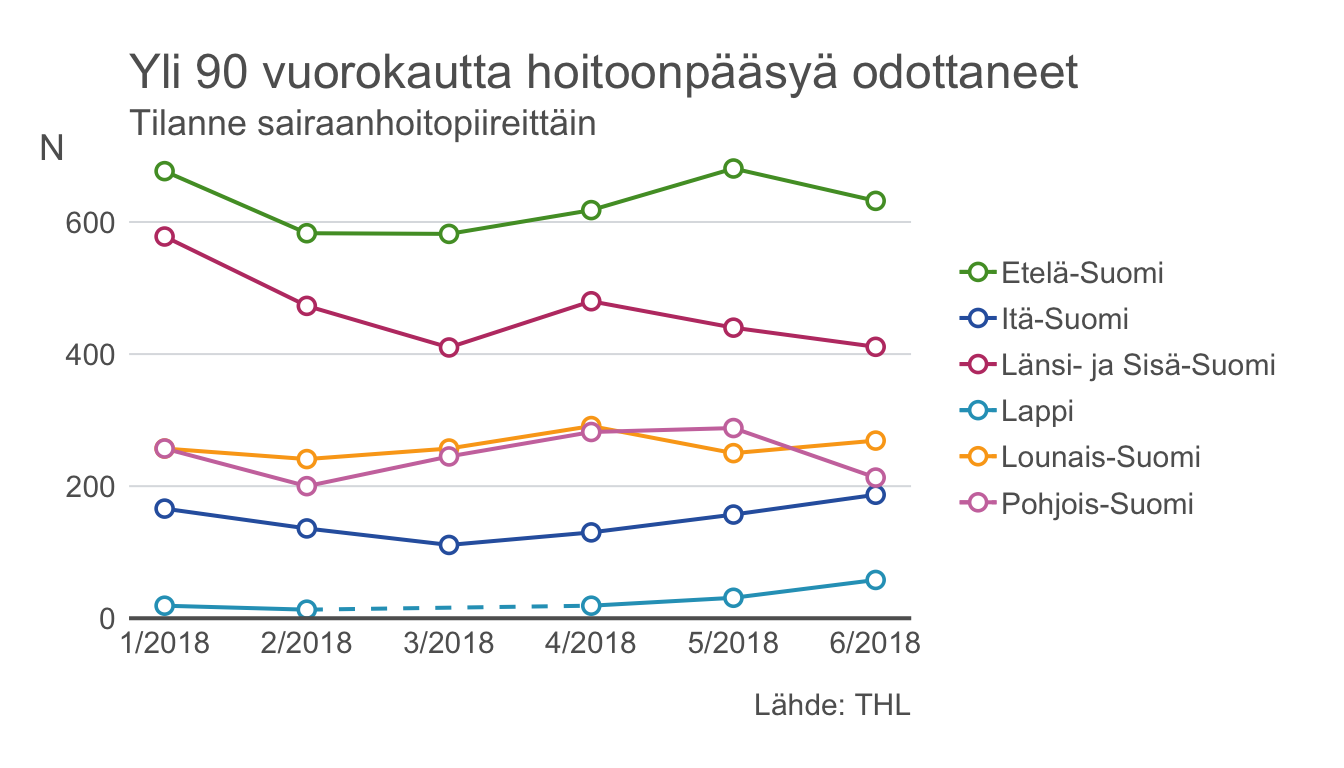 Yli 90 vuorokautta hoitoonpääsyä odottaneet
Tilanne sairaanhoitopiireittäin
N
600
400
200
0
1/2018 2/2018 3/2018 4/2018 5/2018 6/2018
Etelä-Suomi
Itä-Suomi
Länsi- ja Sisä-Suomi
Lappi
Lounais-Suomi
Pohjois-Suomi
Lähde: THL